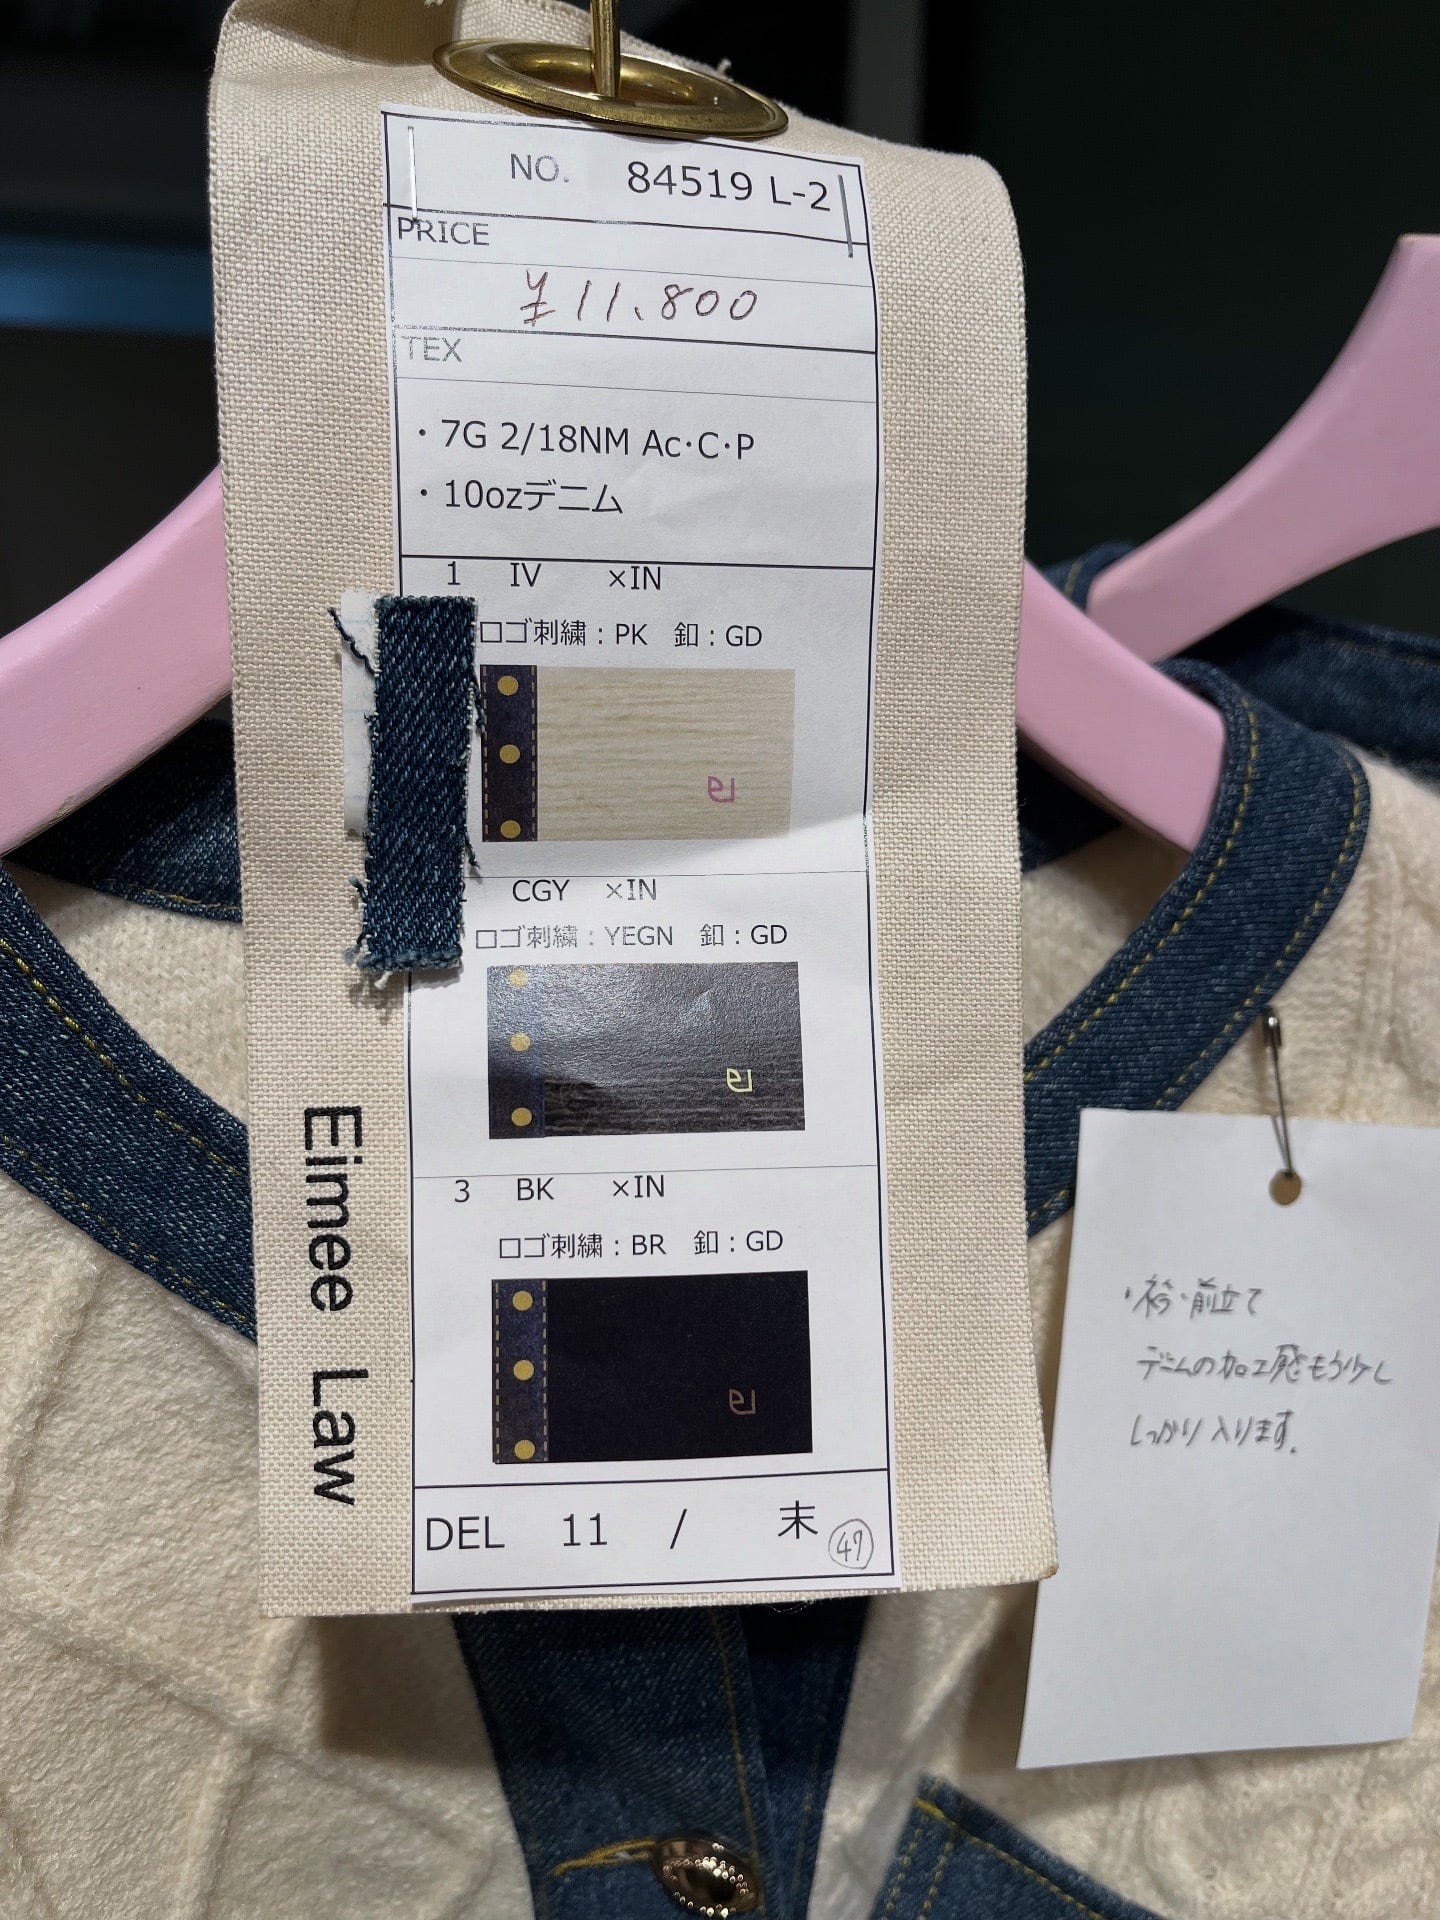 NO. 84519 L-2
PRICE
¥11,800
TEX
・7G 2/18NM Ac・C・P
・10ozデニム
1 IV ×IN
ロゴ刺繍：PK 釦：GD
CGY ×IN
ロゴ刺繍：YEGN 釦：GD
3 BK ×IN
ロゴ刺繍：BR 釦：GD
DEL 11 / 末
47
Eimee Law
・衿・前立て
デニムの加工感もう少し
しっかり入ります。